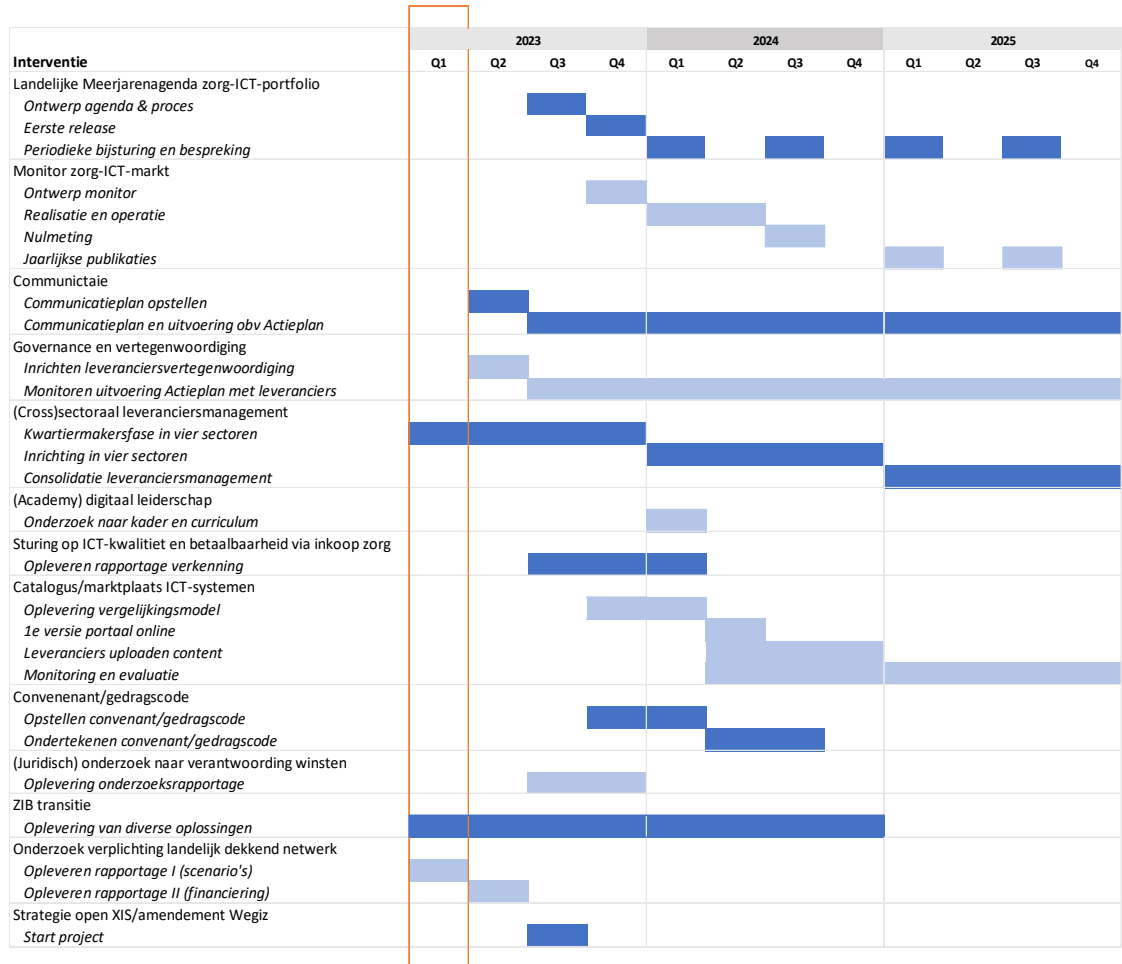 2023 2024 2025
Interventie Q1 Q2 Q3 Q4 Q1 Q2 Q3 Q4 Q1 Q2 Q3 Q4
Landelijke Meerjarenagenda zorg-ICT-portfolio
Ontwerp agenda & proces
Eerste release
Periodieke bijsturing en bespreking
Monitor zorg-ICT-markt
Ontwerp monitor
Realisatie en operatie
Nulmeting
Jaarlijkse publikaties
Communictaie
Communicatieplan opstellen
Communicatieplan en uitvoering obv Actieplan
Governance en vertegenwoordiging
Inrichten leveranciersvertegenwoordiging
Monitoren uitvoering Actieplan met leveranciers
(Cross)sectoraal leveranciersmanagement
Kwartiermakersfase in vier sectoren
Inrichting in vier sectoren
Consolidatie leveranciersmanagement
(Academy) digitaal leiderschap
Onderzoek naar kader en curriculum
Sturing op ICT-kwalitiet en betaalbaarheid via inkoop zorg
Opleveren rapportage verkenning
Catalogus/marktplaats ICT-systemen
Oplevering vergelijkingsmodel
1e versie portaal online
Leveranciers uploaden content
Monitoring en evaluatie
Convenenant/gedragscode
Opstellen convenant/gedragscode
Ondertekenen convenant/gedragscode
(Juridisch) onderzoek naar verantwoording winsten
Oplevering onderzoeksrapportage
ZIB transitie
Oplevering van diverse oplossingen
Onderzoek verplichting landelijk dekkend netwerk
Opleveren rapportage I (scenario's)
Opleveren rapportage II (financiering)
Strategie open XIS/amendement Wegiz
Start project